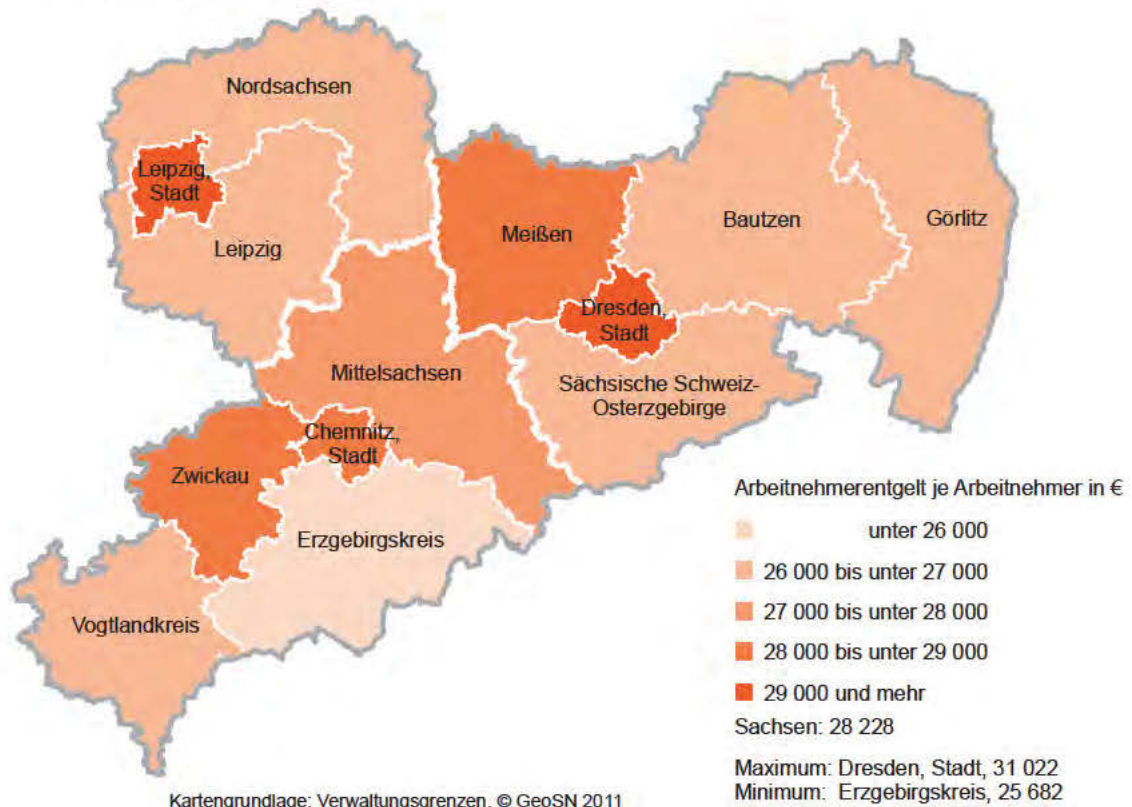 Nordsachsen
Leipzig,
Stadt
Leipzig
Meißen
Bautzen
Görlitz
Dresden,
Stadt
Mittelsachsen
Sächsische Schweiz-
Osterzgebirge
Chemnitz,
Stadt
Zwickau
Erzgebirgskreis
Vogtlandkreis
Arbeitnehmerentgelt je Arbeitnehmer in €
unter 26 000
26 000 bis unter 27 000
27 000 bis unter 28 000
28 000 bis unter 29 000
29 000 und mehr
Sachsen: 28 228
Maximum: Dresden, Stadt, 31 022
Minimum: Erzgebirgskreis, 25 682
Kartengrundlage: Verwaltungsgrenzen, © GeoSN 2011